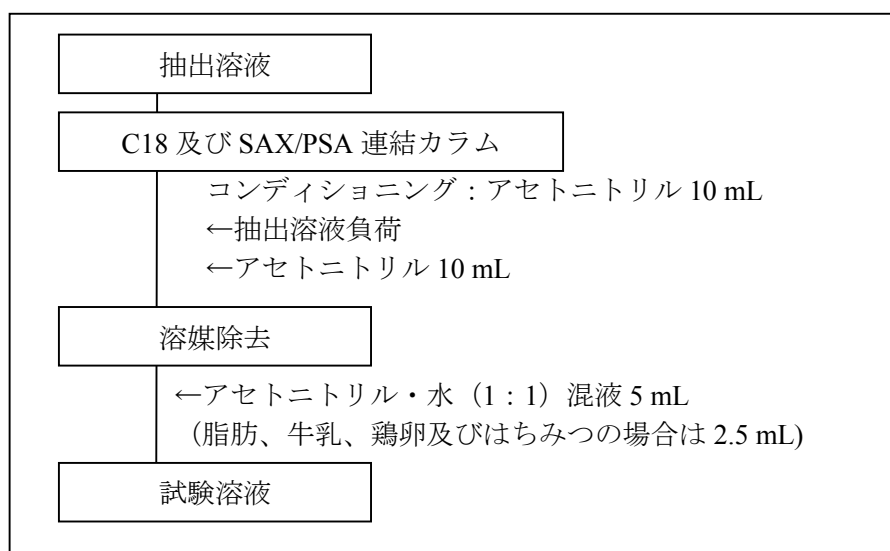 抽出溶液
C18 及び SAX/PSA 連結カラム
コンディショニング：アセトニトリル 10 mL
←抽出溶液負荷
←アセトニトリル 10 mL
溶媒除去
←アセトニトリル・水（1：1）混液 5 mL
（脂肪、牛乳、鶏卵及びはちみつの場合は 2.5 mL)
試験溶液